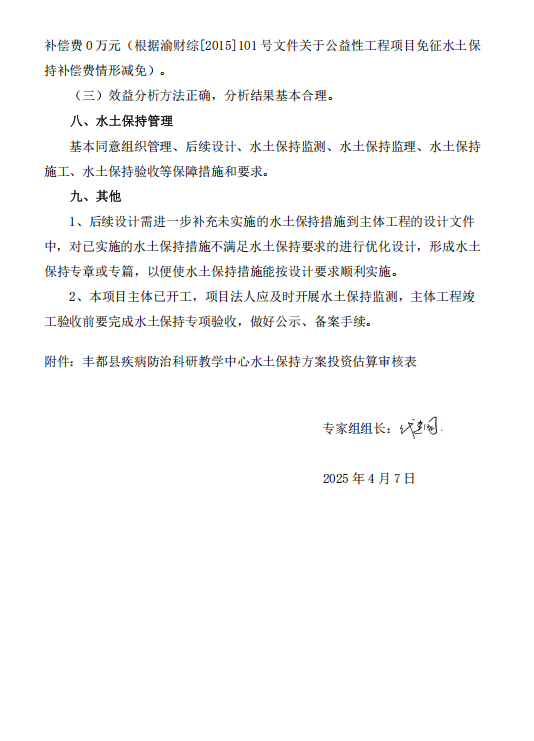 补偿费 0 万元（根据渝财综[2015]101 号文件关于公益性工程项目免征水土保
持补偿费情形减免）。
（三）效益分析方法正确，分析结果基本合理。
八、水土保持管理
基本同意组织管理、后续设计、水土保持监测、水土保持监理、水土保持
施工、水土保持验收等保障措施和要求。
九、其他
1、后续设计需进一步补充未实施的水土保持措施到主体工程的设计文件
中，对已实施的水土保持措施不满足水土保持要求的进行优化设计，形成水土
保持专章或专篇，以便使水土保持措施能按设计要求顺利实施。
2、本项目主体已开工，项目法人应及时开展水土保持监测，主体工程竣
工验收前要完成水土保持专项验收，做好公示、备案手续。
附件：丰都县疾病防治科研教学中心水土保持方案投资估算审核表
专家组组长：
2025 年 4 月 7 日